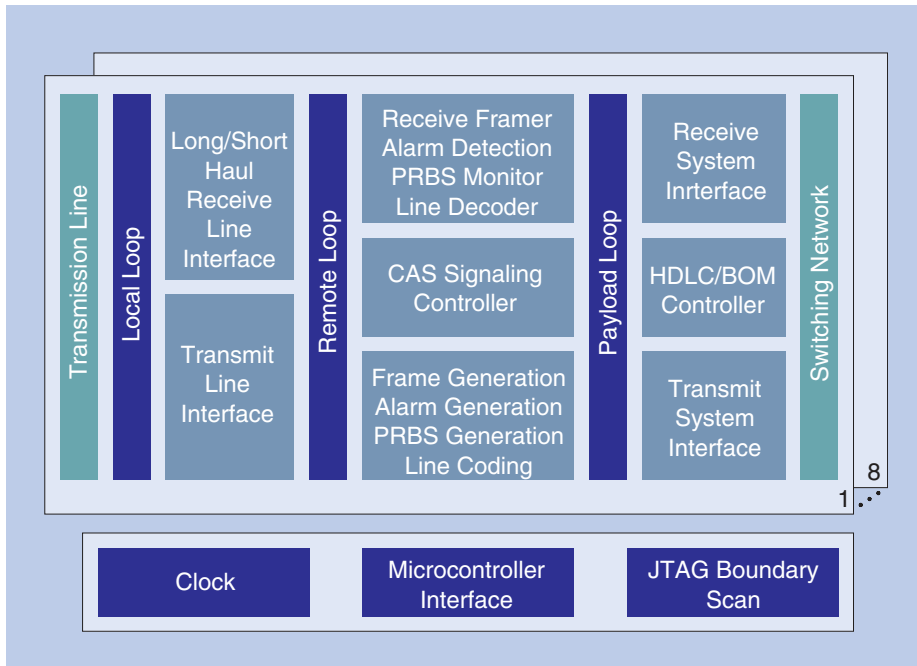 Transmission Line
Local Loop
Long/Short
Haul
Receive
Line
Interface
Transmit
Line
Interface
Remote Loop
Receive Framer
Alarm Detection
PRBS Monitor
Line Decoder
CAS Signaling
Controller
Frame Generation
Alarm Generation
PRBS Generation
Line Coding
Payload Loop
Receive
System
Inrterface
HDLC/BOM
Controller
Transmit
System
Interface
Switching Network
8
1
Clock
Microcontroller
Interface
JTAG Boundary
Scan